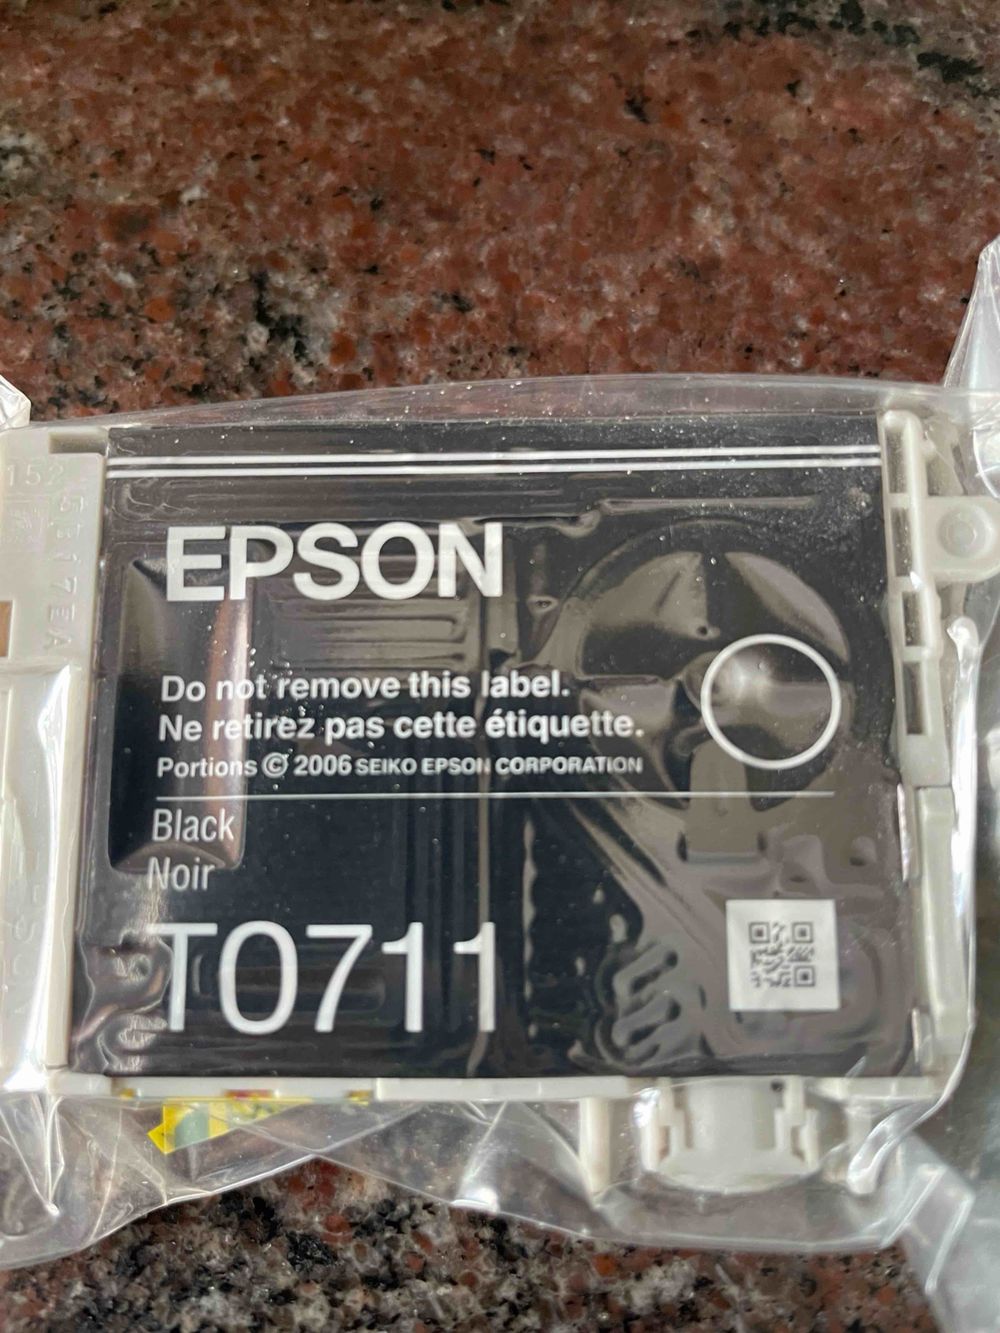 EPSON
Do not remove this label.
Ne retirez pas cette étiquette.
Portions © 2006 SEIKO EPSON CORPORATION
Black
Noir
T0711
152